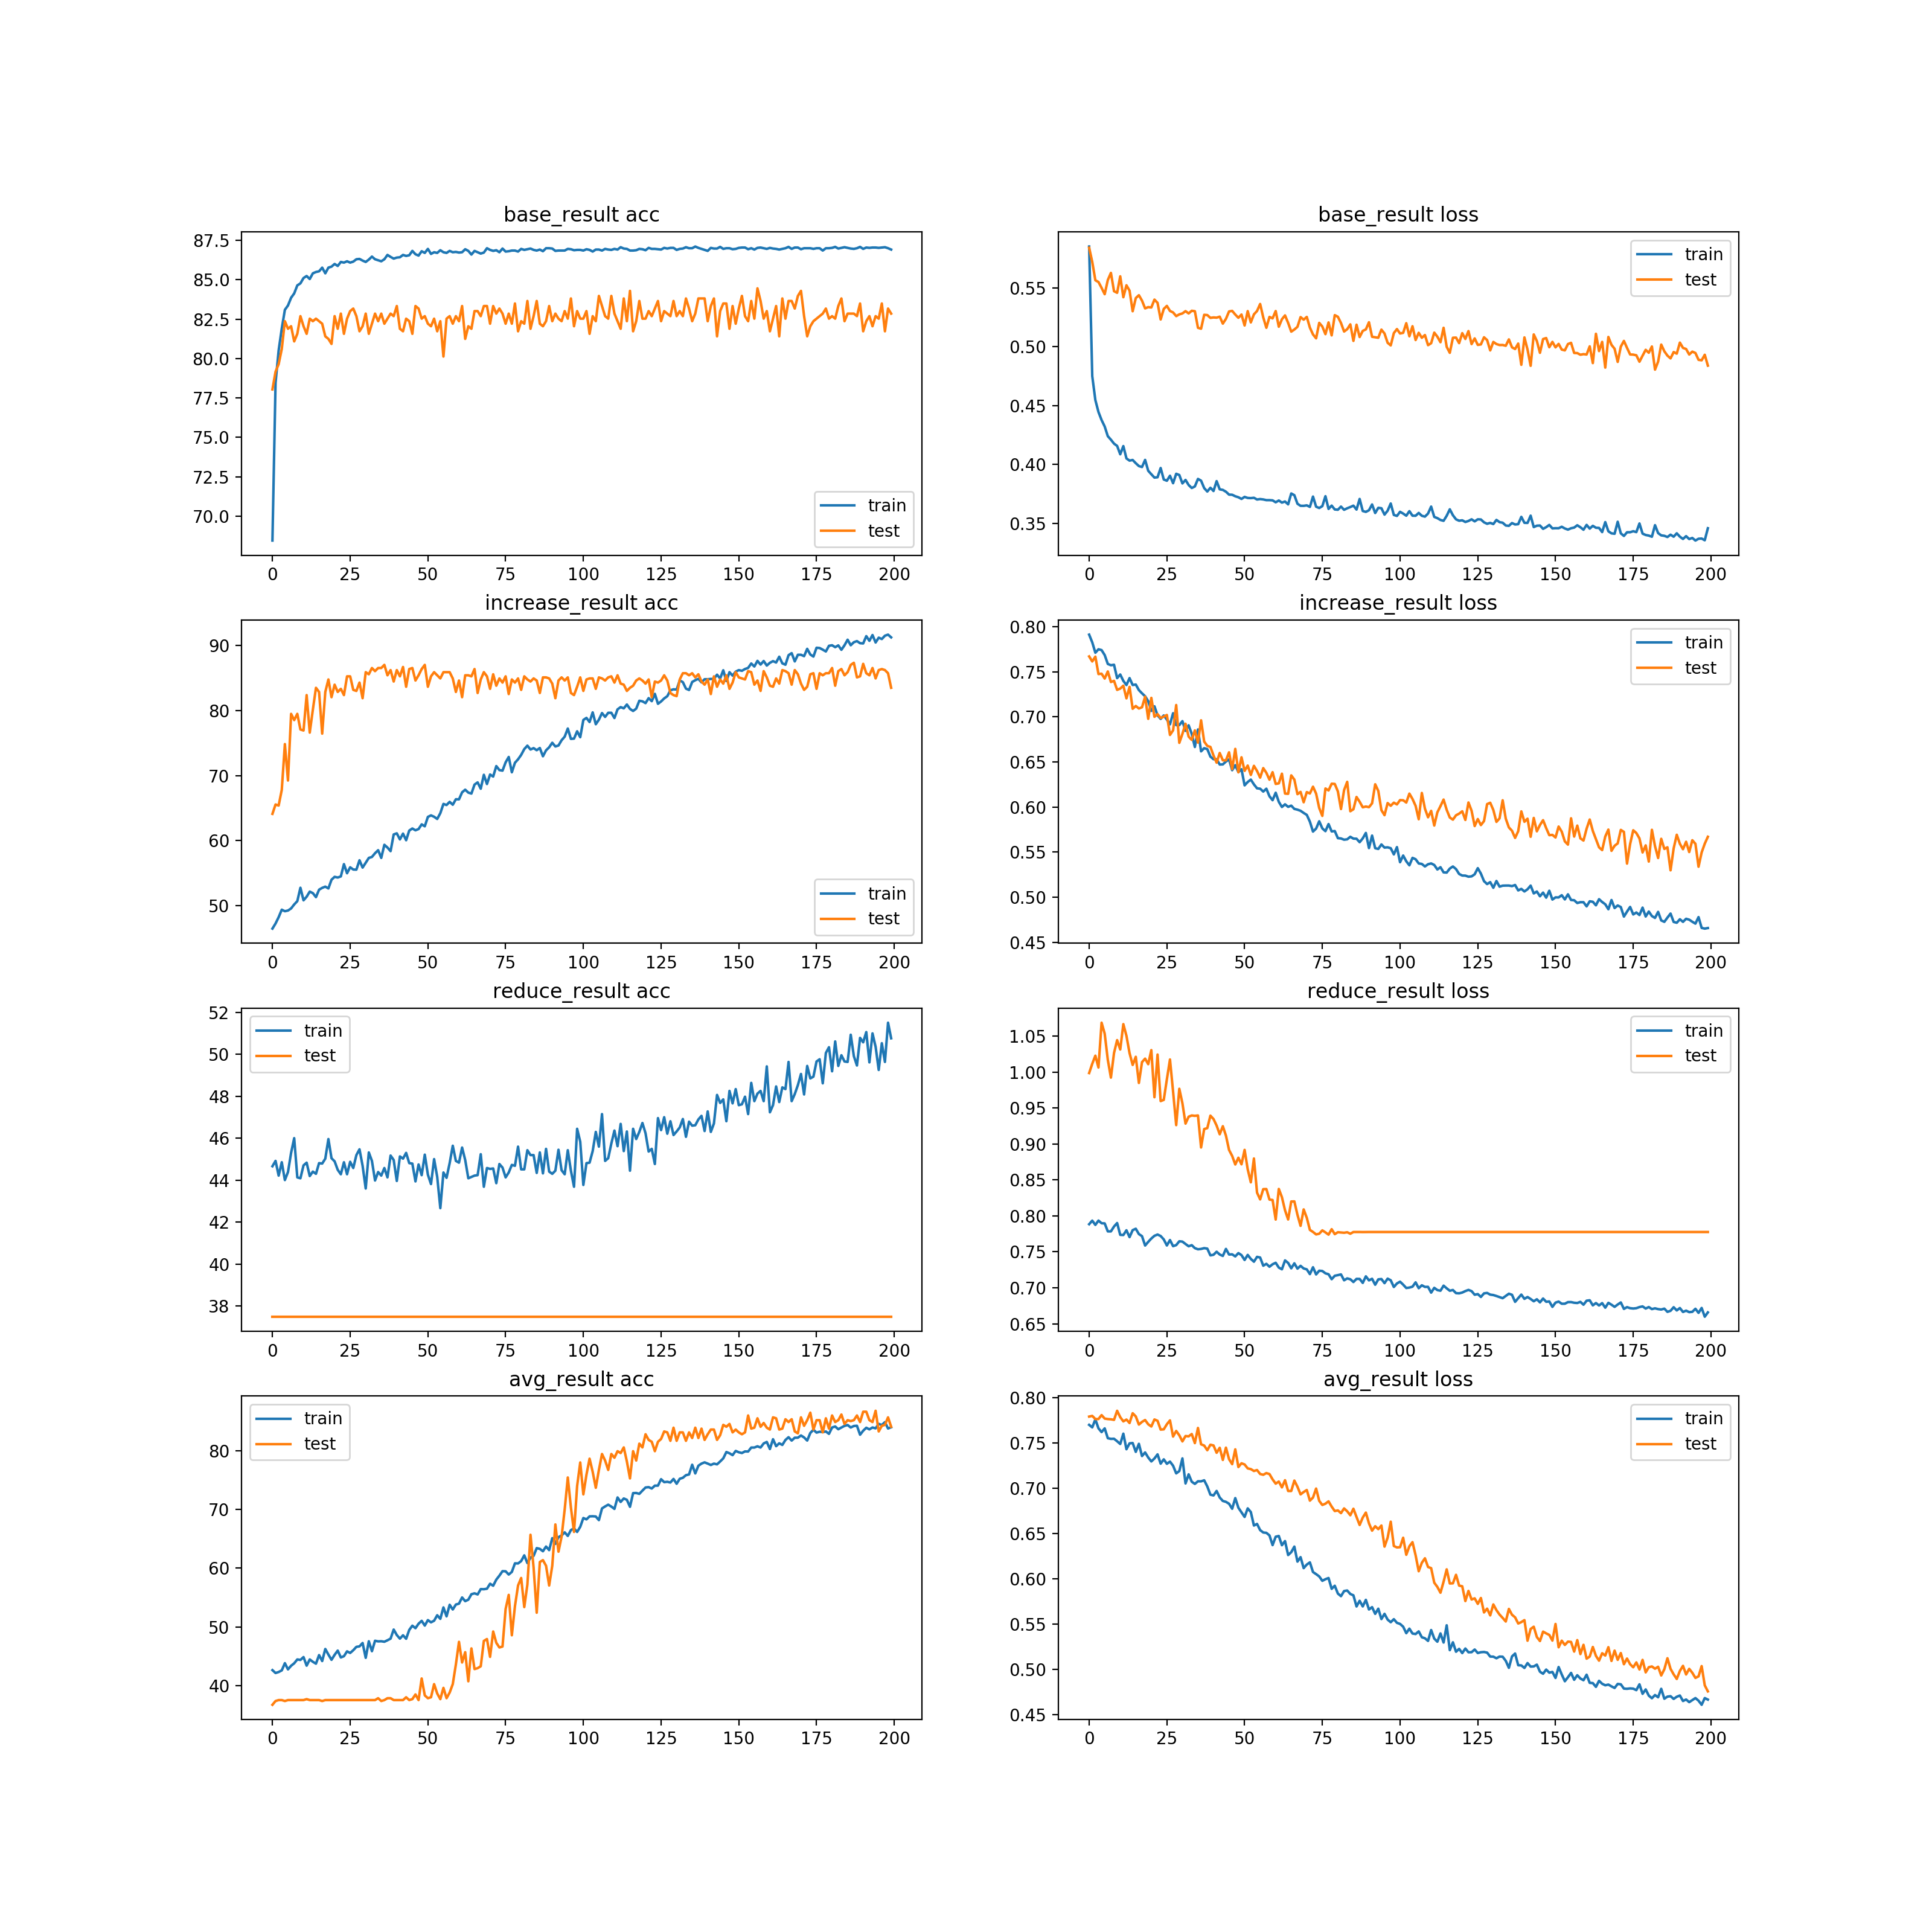 base_result acc
87.5
85.0
82.5
80.0
77.5
75.0
72.5
70.0
train
test
0 25 50 75 100 125 150 175 200
base_result loss
0.55
0.50
0.45
0.40
0.35
train
test
0 25 50 75 100 125 150 175 200
increase_result acc
90
80
70
60
50
train
test
0 25 50 75 100 125 150 175 200
increase_result loss
0.80
0.75
0.70
0.65
0.60
0.55
0.50
0.45
train
test
0 25 50 75 100 125 150 175 200
reduce_result acc
52
50
48
46
44
42
40
38
train
test
0 25 50 75 100 125 150 175 200
reduce_result loss
1.05
1.00
0.95
0.90
0.85
0.80
0.75
0.70
0.65
train
test
0 25 50 75 100 125 150 175 200
avg_result acc
80
70
60
50
40
train
test
0 25 50 75 100 125 150 175 200
avg_result loss
0.80
0.75
0.70
0.65
0.60
0.55
0.50
0.45
train
test
0 25 50 75 100 125 150 175 200